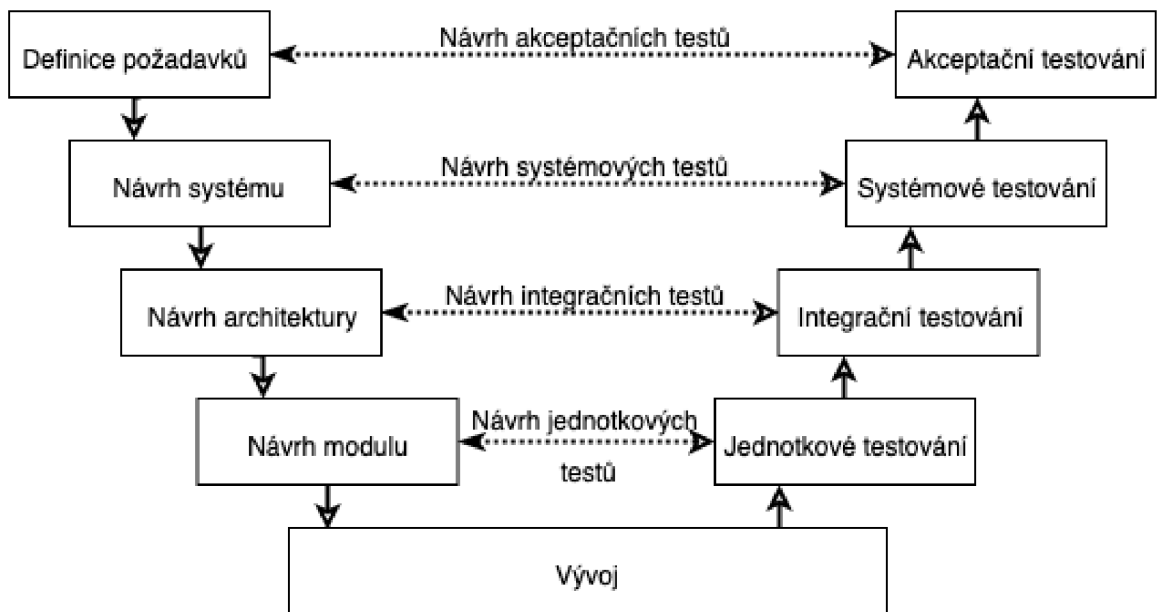 Definice požadavků
Návrh akceptačních testů
Akceptační testování
Návrh systému
Návrh systémových testů
Systémové testování
Návrh architektury
Návrh integračních testů
Integrační testování
Návrh modulu
Návrh jednotkových
testů
Jednotkové testování
Vývoj